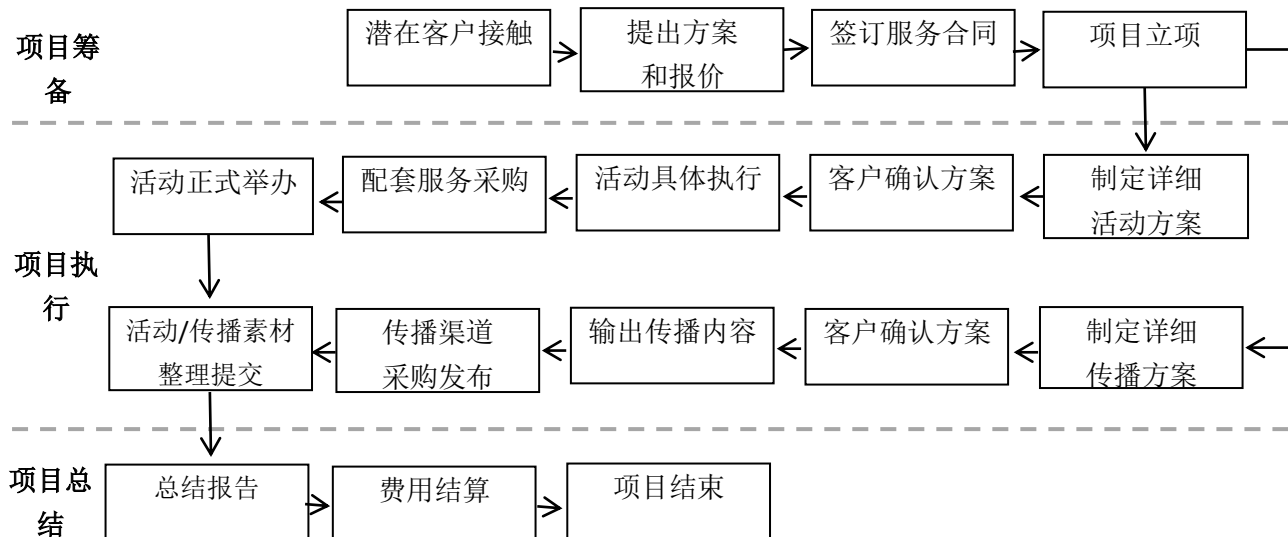 项目筹
备
潜在客户接触
提出方案
和报价
签订服务合同
项目立项
项目执
行
活动正式举办
配套服务采购
活动具体执行
客户确认方案
制定详细
活动方案
活动/传播素材
整理提交
传播渠道
采购发布
输出传播内容
客户确认方案
制定详细
传播方案
项目总
结
总结报告
费用结算
项目结束